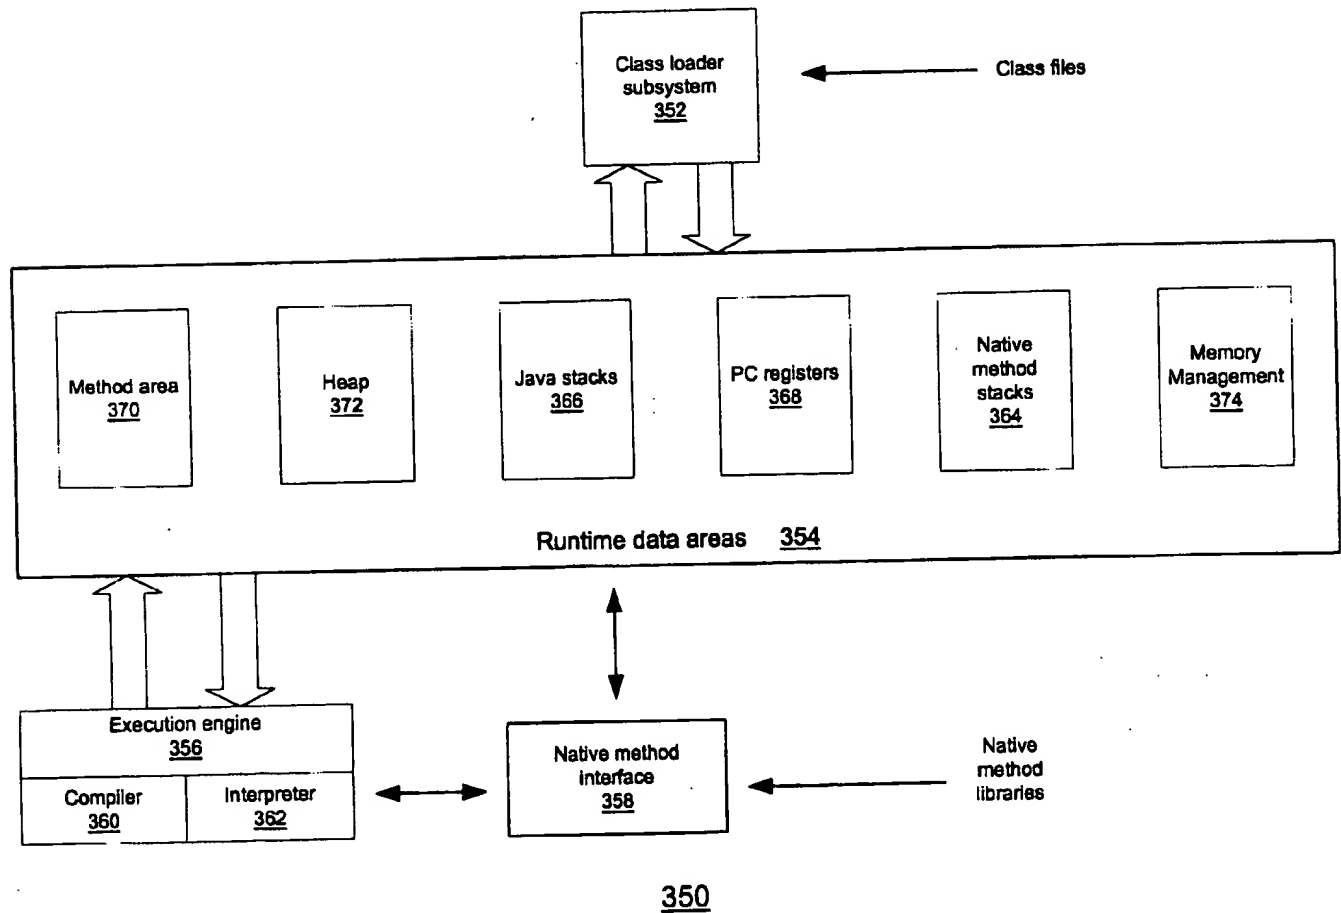 Class loader
subsystem
352
Class files
Method area
370
Heap
372
Java stacks
366
PC registers
368
Native
method
stacks
364
Memory
Management
374
Runtime data areas 354
Execution engine
356
Compiler
360
Interpreter
362
Native method
interface
358
Native
method
libraries
350